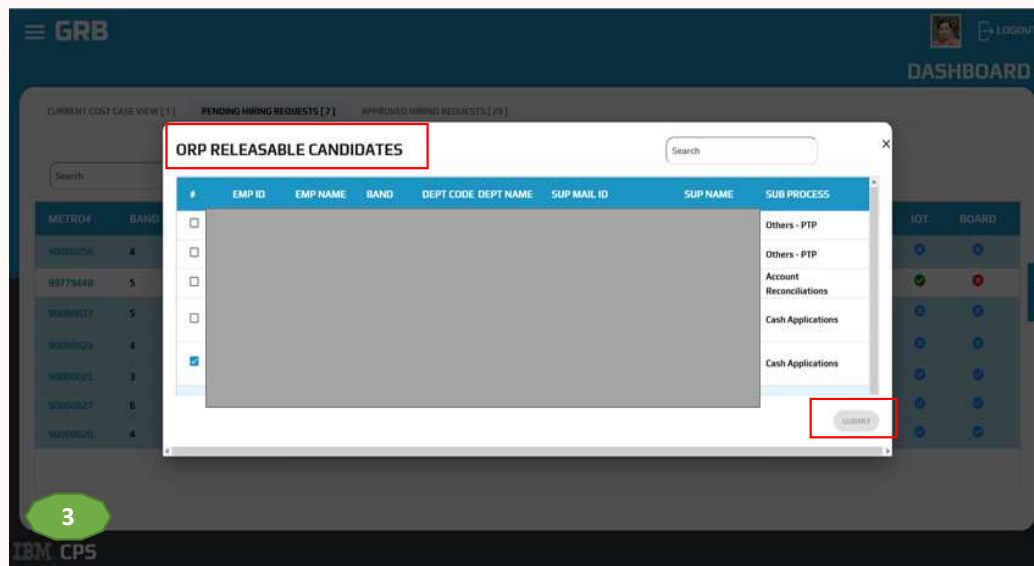 GRB
LOGOUT
DASHBOARD
CURRENT COST CASE VIEW [ 1 ] PENDING HIRING REQUESTS [ 7 ] APPROVED HIRING REQUESTS
ORP RELEASABLE CANDIDATES
Search
×
Search
# EMP ID EMP NAME BAND DEPT CODE DEPT NAME SUP MAIL ID SUP NAME SUB PROCESS
METRO# BAND IOT BOARD
Others - PTP
4
Others - PTP
99779440 5
Account
Reconciliations
5
Cash Applications
4
Cash Applications
3
6
SUBMIT
4
3
IBM CPS